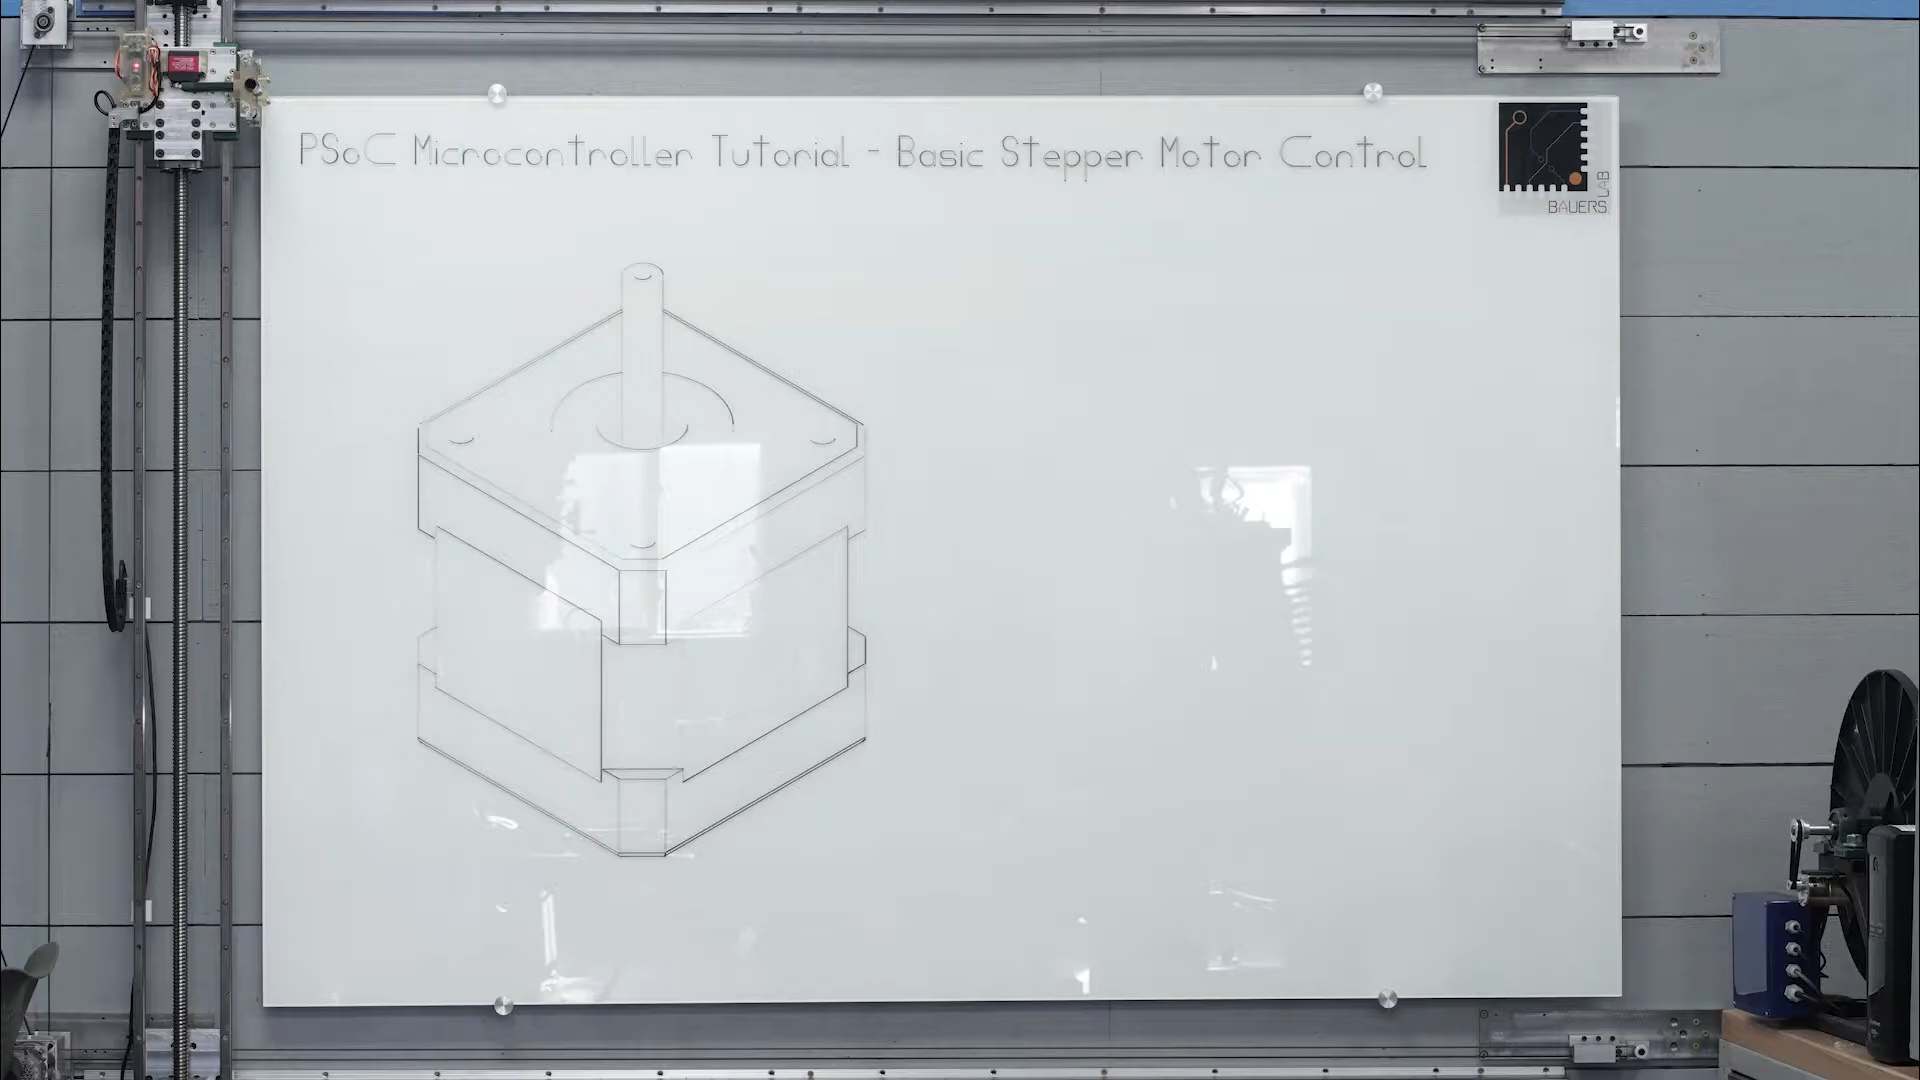 PSoC Microcontroller Tutorial - Basic Stepper Motor Control
BAUERS
LAB